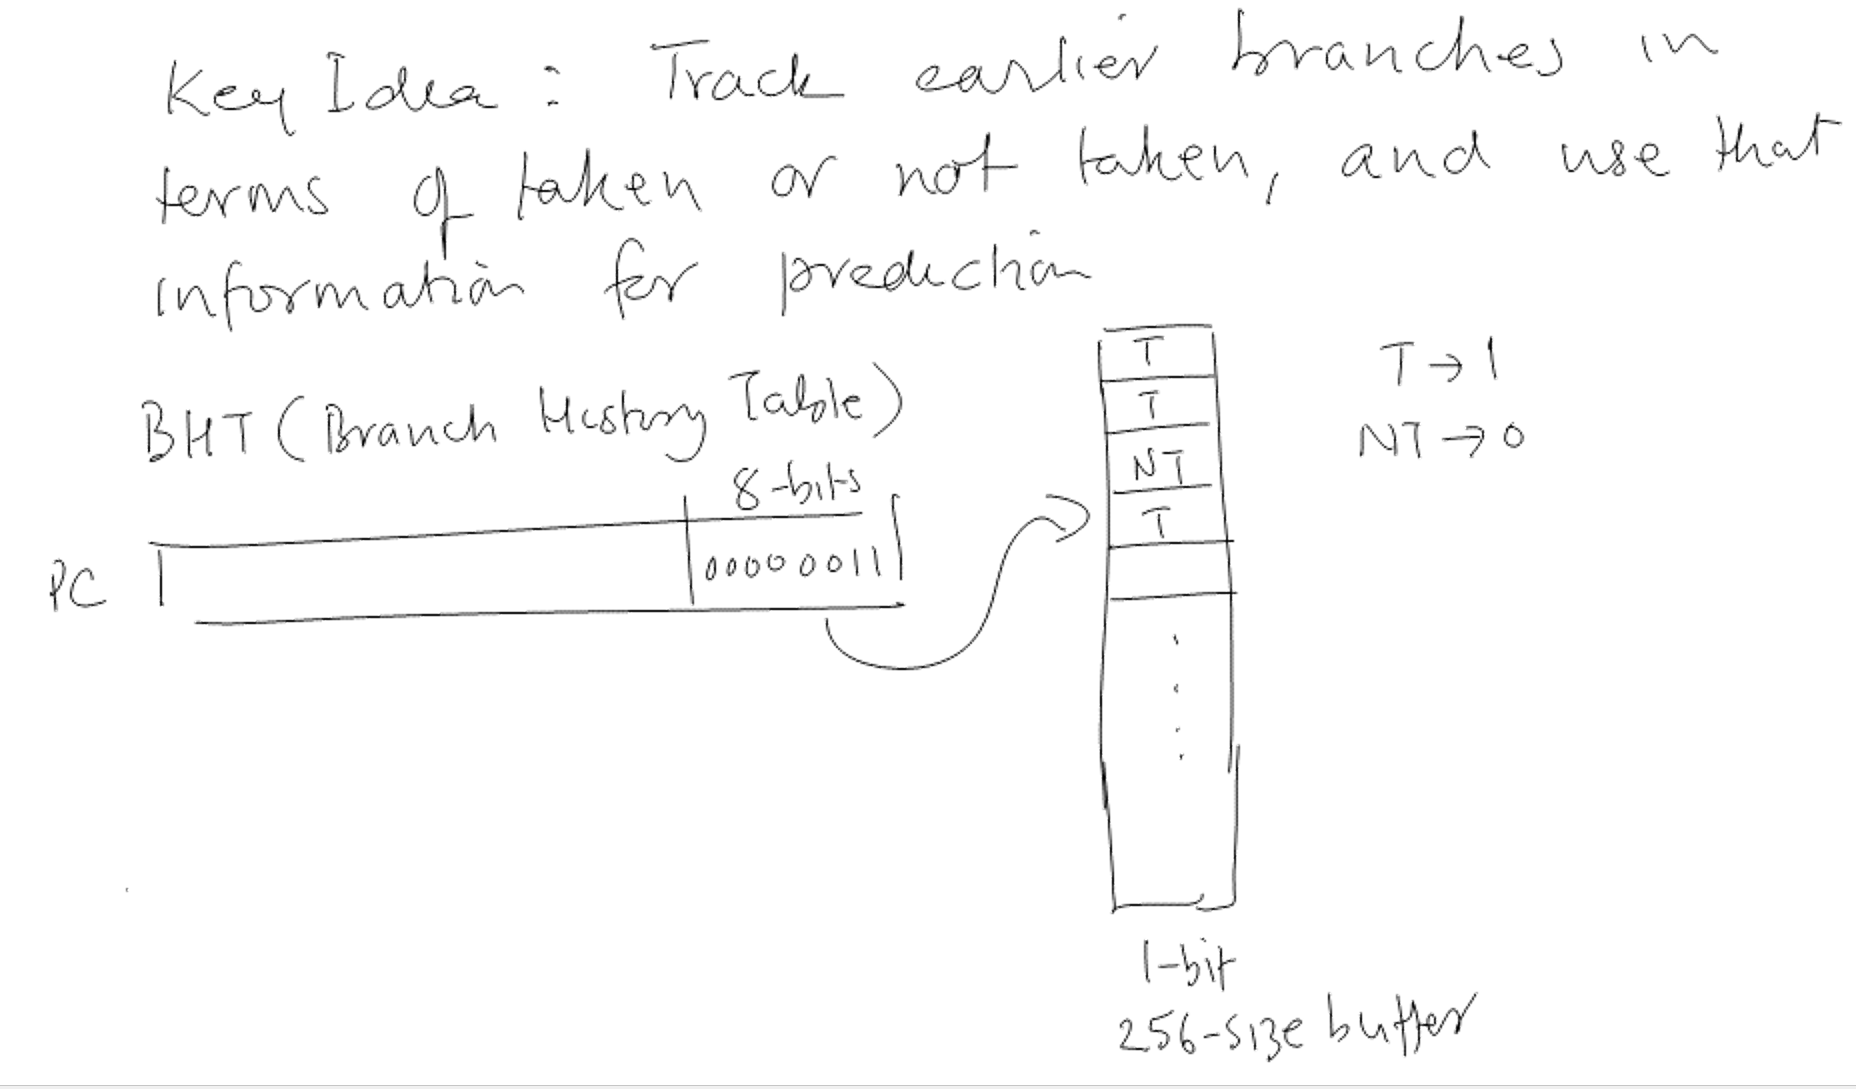 Key Idea : Track earlier branches in
terms of taken or not taken, and use that
information for prediction
BHT (Branch History Table)
8-bits
PC
00000011
T
T
NT
T
T → 1
NT → 0
1-bit
256-size buffer